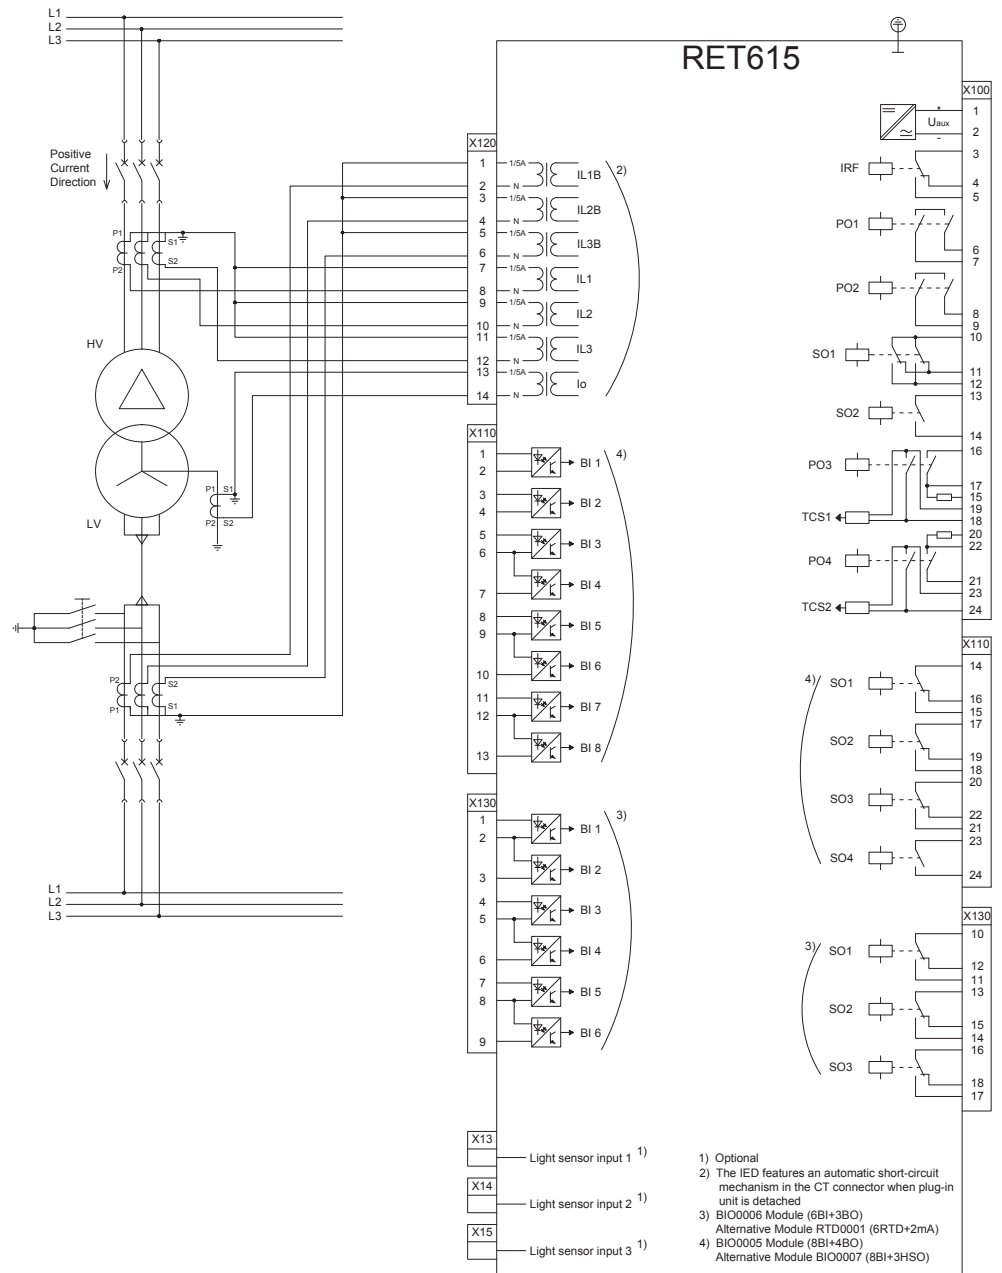 L1
L2
L3
RET615
Positive
Current
Direction
P1
S1
P2
S2
HV
LV
P1
S1
P2
S2
P2
S2
P1
S1
L1
L2
L3
X120
1
1/5A
2
N
IL1B
2)
3
1/5A
4
N
IL2B
5
1/5A
6
N
IL3B
7
1/5A
8
N
IL1
9
1/5A
10
N
IL2
11
1/5A
12
N
IL3
13
1/5A
14
N
Io
X110
1
2
BI 1
4)
3
4
BI 2
5
6
BI 3
7
BI 4
8
9
BI 5
10
BI 6
11
12
BI 7
13
BI 8
X130
1
2
BI 1
3)
3
BI 2
4
5
BI 3
6
BI 4
7
8
BI 5
9
BI 6
X13
Light sensor input 1 1)
X14
Light sensor input 2 1)
X15
Light sensor input 3 1)
X100
+
Uaux
-
1
2
IRF
3
4
5
PO1
6
7
PO2
8
9
SO1
10
11
12
SO2
13
14
PO3
16
17
15
19
TCS1
18
20
PO4
22
21
23
TCS2
24
X110
4)
SO1
14
16
15
SO2
17
19
18
SO3
20
22
21
SO4
23
24
X130
3)
SO1
10
12
11
SO2
13
15
14
SO3
16
18
17
1) Optional
2) The IED features an automatic short-circuit
mechanism in the CT connector when plug-in
unit is detached
3) BIO0006 Module (6BI+3BO)
Alternative Module RTD0001 (6RTD+2mA)
4) BIO0005 Module (8BI+4BO)
Alternative Module BIO0007 (8BI+3HSO)